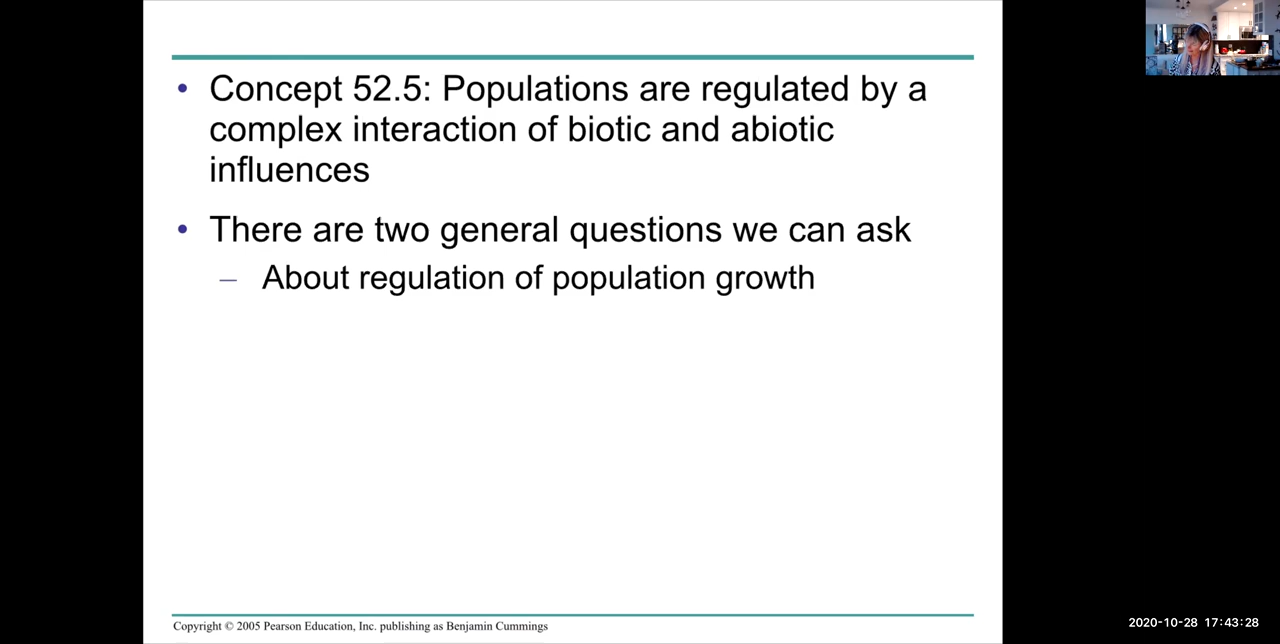 • Concept 52.5: Populations are regulated by a
complex interaction of biotic and abiotic
influences
• There are two general questions we can ask
– About regulation of population growth
Copyright © 2005 Pearson Education, Inc. publishing as Benjamin Cummings
2020-10-28 17:43:28